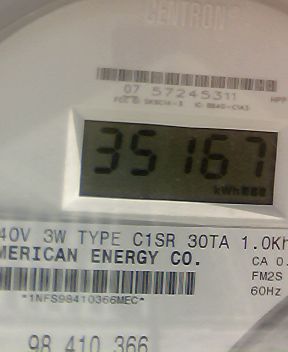 CENTRON®
07 57245311
35167
kWh
40V 3W TYPE C1SR 30TA 1.0Kh
MERICAN ENERGY CO.
CA 0.
FM2S
60Hz
*1NFS98410366MEC*
98 410 366